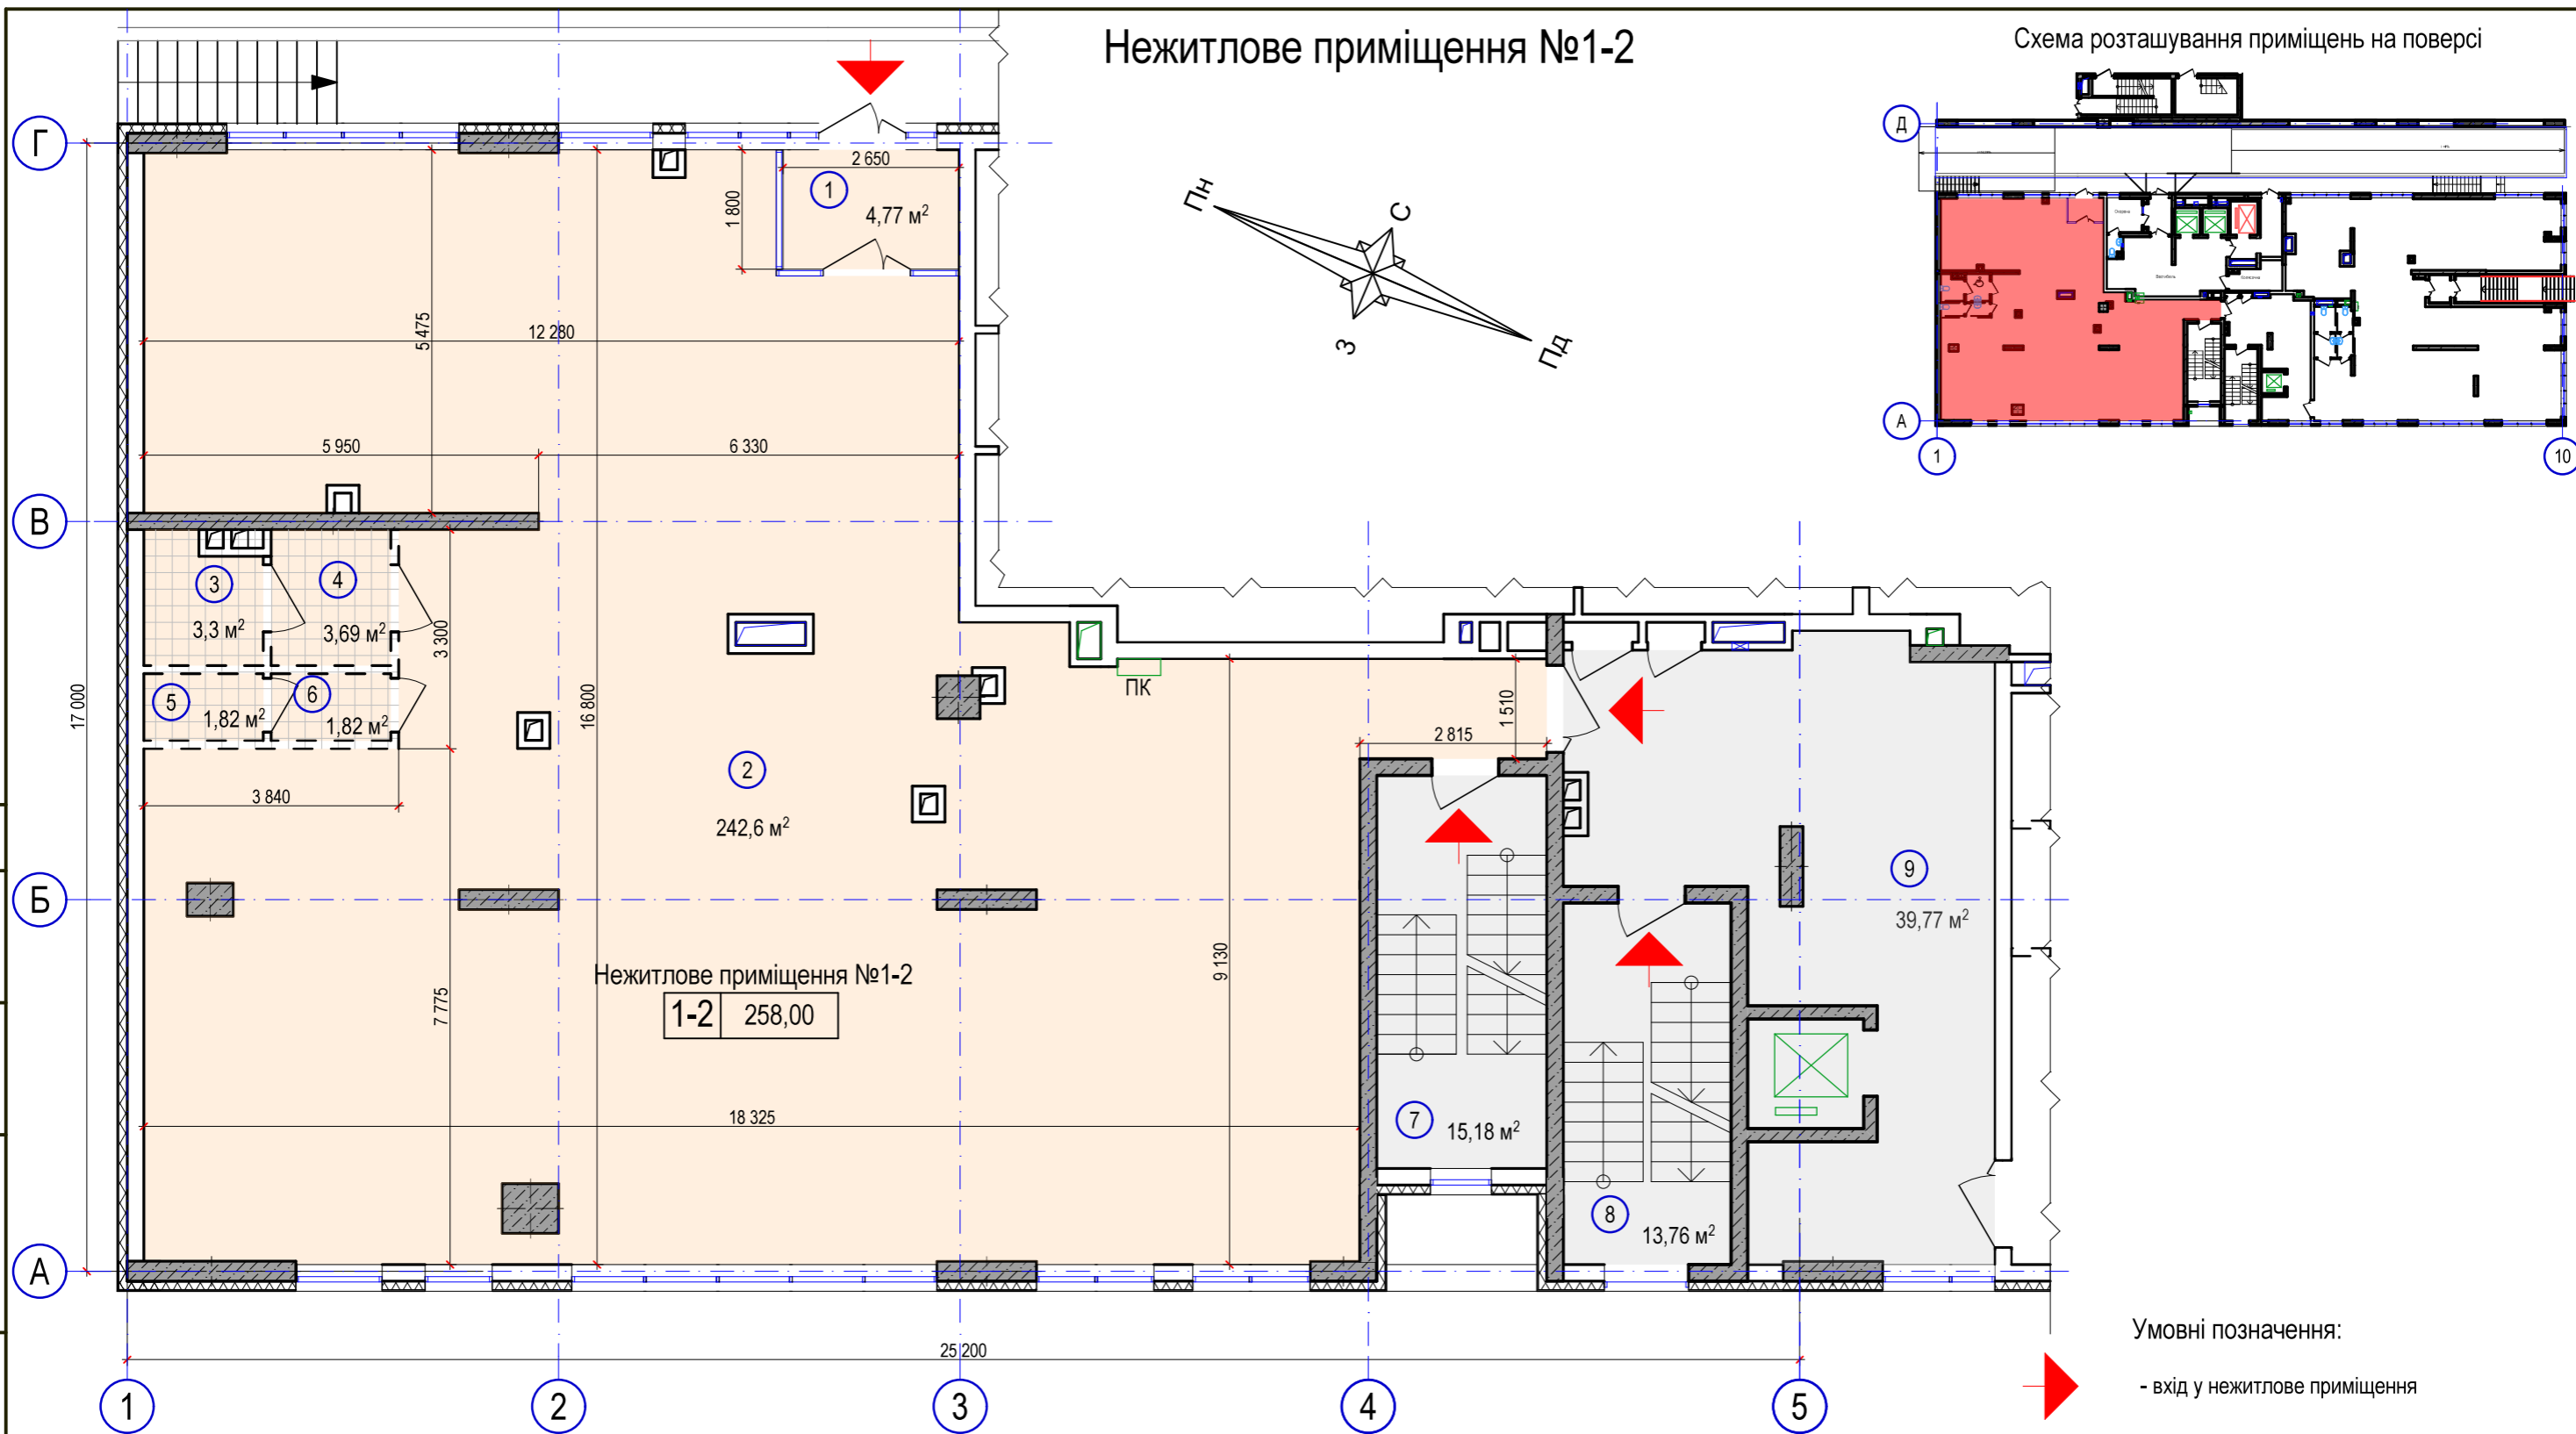 Нежитлове приміщення №1-2
Схема розташування приміщень на поверсі
Д
А
1
10
Пн
С
З
Пд
Г
В
Б
А
1
2 650
1 800
4,77 м²
5 475
12 280
5 950
6 330
3
3,3 м²
4
3,69 м²
3 300
5
1,82 м²
6
1,82 м²
17 000
16 800
3 840
2
242,6 м²
ПК
1 510
2 815
9
39,77 м²
9 130
7 775
Нежитлове приміщення №1-2
1-2 258,00
18 325
7
15,18 м²
8
13,76 м²
25 200
1
2
3
4
5
Умовні позначення:
- вхід у нежитлове приміщення